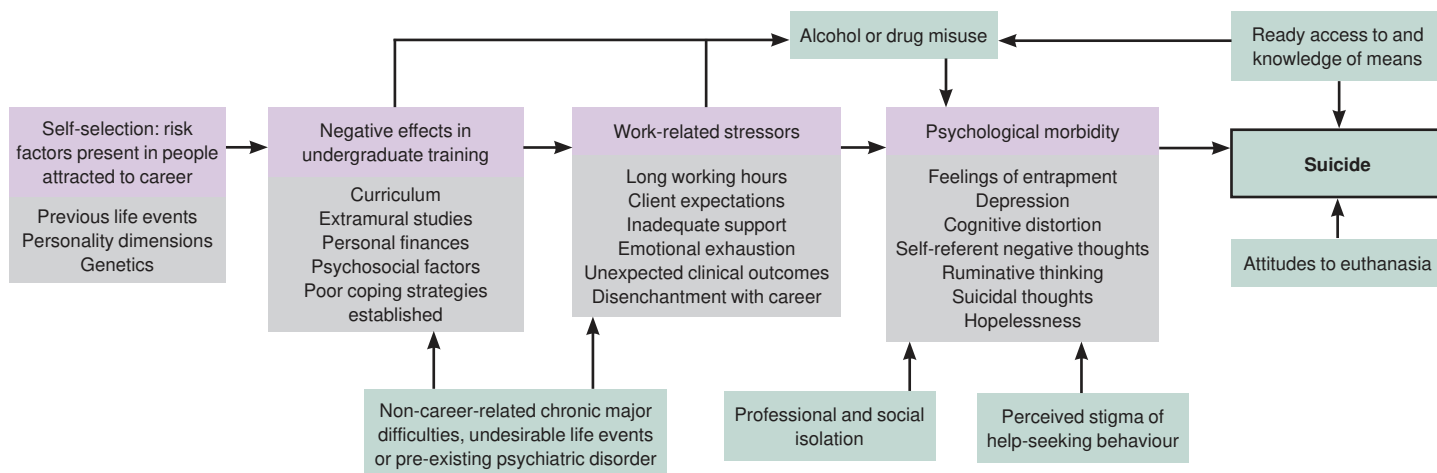 Alcohol or drug misuse
Ready access to and
knowledge of means
Self-selection: risk
factors present in people
attracted to career
Previous life events
Personality dimensions
Genetics
Negative effects in
undergraduate training
Curriculum
Extramural studies
Personal finances
Psychosocial factors
Poor coping strategies
established
Work-related stressors
Long working hours
Client expectations
Inadequate support
Emotional exhaustion
Unexpected clinical outcomes
Disenchantment with career
Psychological morbidity
Feelings of entrapment
Depression
Cognitive distortion
Self-referent negative thoughts
Ruminative thinking
Suicidal thoughts
Hopelessness
Suicide
Attitudes to euthanasia
Non-career-related chronic major
difficulties, undesirable life events
or pre-existing psychiatric disorder
Professional and social
isolation
Perceived stigma of
help-seeking behaviour